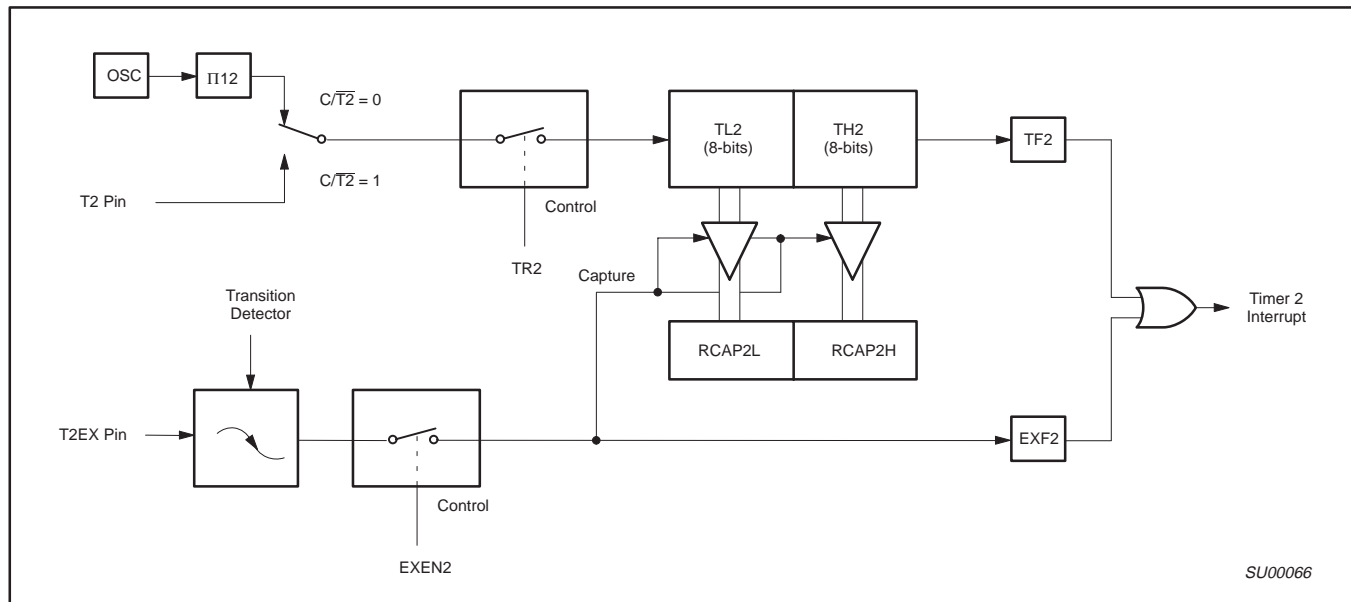 OSC
Π12
C/T2 = 0
C/T2 = 1
T2 Pin
Control
TR2
TL2
(8-bits)
TH2
(8-bits)
TF2
Capture
RCAP2L
RCAP2H
Timer 2
Interrupt
Transition
Detector
T2EX Pin
Control
EXEN2
EXF2
SU00066